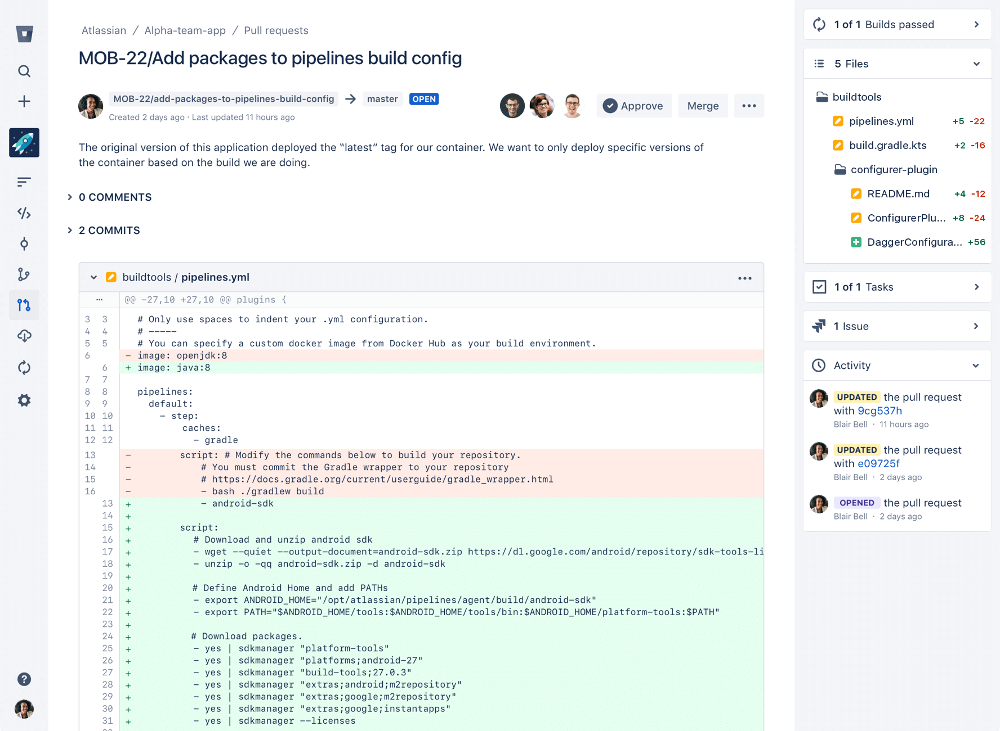 Atlassian / Alpha-team-app / Pull requests
MOB-22/Add packages to pipelines build config
MOB-22/add-packages-to-pipelines-build-config → master OPEN
Created 2 days ago · Last updated 11 hours ago
Approve
Merge
The original version of this application deployed the “latest” tag for our container. We want to only deploy specific versions of
the container based on the build we are doing.
0 COMMENTS
2 COMMITS
buildtools / pipelines.yml
@@ −27,10 +27,10 @@ plugins {
3 3 # Only use spaces to indent your .yml configuration.
4 4 # −−−−−
5 5 # You can specify a custom docker image from Docker Hub as your build environment.
6 − image: openjdk:8
6 + image: java:8
7 7
8 8 pipelines:
9 9 default:
10 10 − step:
11 11 caches:
12 12 − gradle
13 − script: # Modify the commands below to build your repository.
14 − # You must commit the Gradle wrapper to your repository
15 − # https://docs.gradle.org/current/userguide/gradle_wrapper.html
16 − − bash ./gradlew build
13 + − android−sdk
14 +
15 + script:
16 + # Download and unzip android sdk
17 + − wget −−quiet −−output−document=android−sdk.zip https://dl.google.com/android/repository/sdk−tools−li
18 + − unzip −o −qq android−sdk.zip −d android−sdk
19 +
20 + # Define Android Home and add PATHs
21 + − export ANDROID_HOME="/opt/atlassian/pipelines/agent/build/android−sdk"
22 + − export PATH="$ANDROID_HOME/tools:$ANDROID_HOME/tools/bin:$ANDROID_HOME/platform−tools:$PATH"
23 +
24 + # Download packages.
25 + − yes | sdkmanager "platform−tools"
26 + − yes | sdkmanager "platforms;android−27"
27 + − yes | sdkmanager "build−tools;27.0.3"
28 + − yes | sdkmanager "extras;android;m2repository"
29 + − yes | sdkmanager "extras;google;m2repository"
30 + − yes | sdkmanager "extras;google;instantapps"
31 + − yes | sdkmanager −−licenses
1 of 1 Builds passed
5 Files
buildtools
pipelines.yml +5 -22
build.gradle.kts +2 -16
configurer-plugin
README.md +4 -12
ConfigurerPlu... +8 -24
DaggerConfigura... +56
1 of 1 Tasks
1 Issue
Activity
UPDATED the pull request
with 9cg537h
Blair Bell · 11 hours ago
UPDATED the pull request
with e09725f
Blair Bell · 2 days ago
OPENED the pull request
Blair Bell · 2 days ago